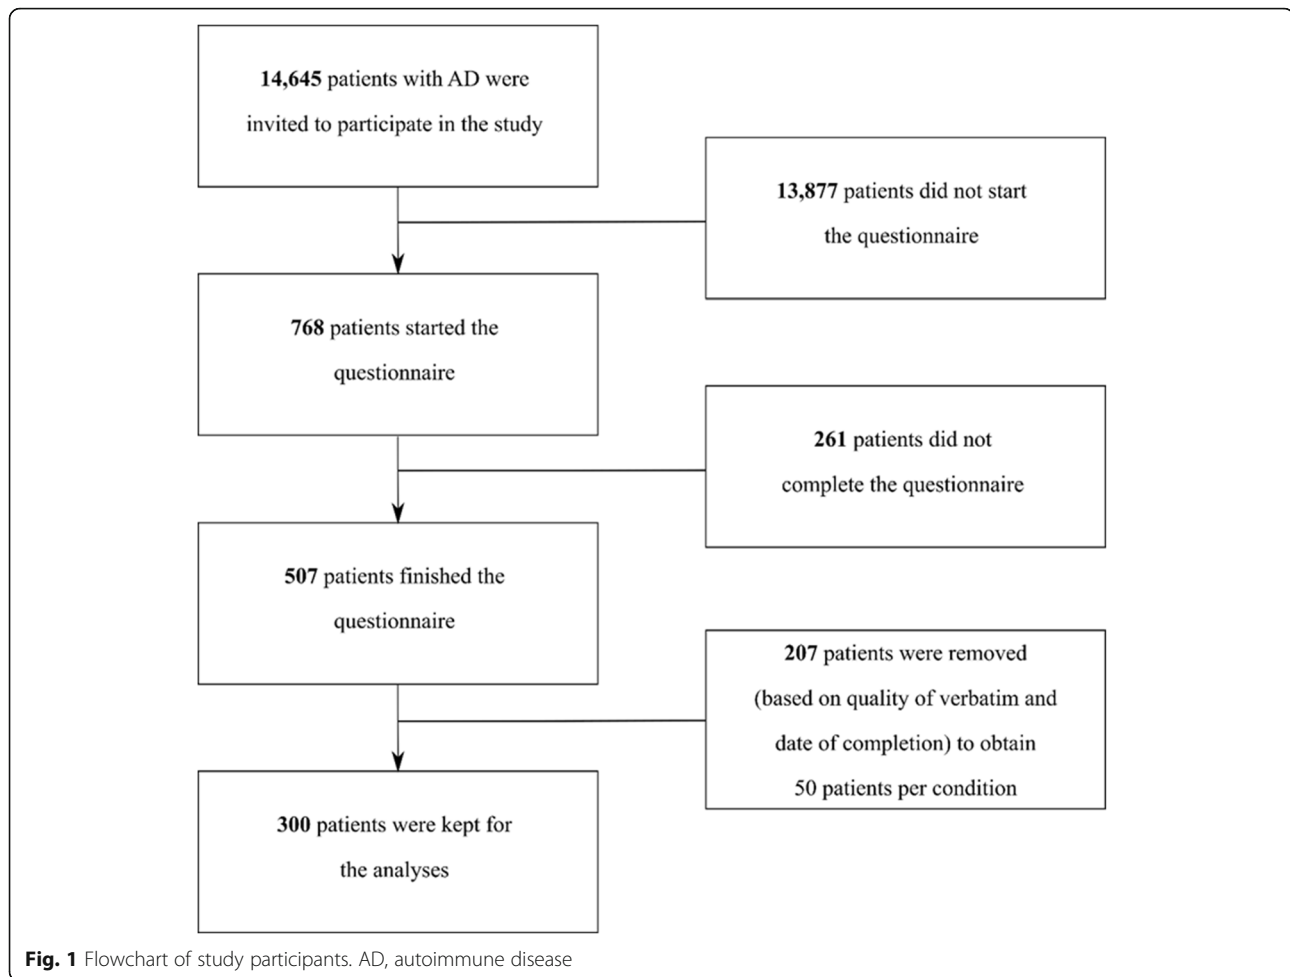 14,645 patients with AD were
invited to participate in the study
13,877 patients did not start
the questionnaire
768 patients started the
questionnaire
261 patients did not
complete the questionnaire
507 patients finished the
questionnaire
207 patients were removed
(based on quality of verbatim and
date of completion) to obtain
50 patients per condition
300 patients were kept for
the analyses
Fig. 1 Flowchart of study participants. AD, autoimmune disease